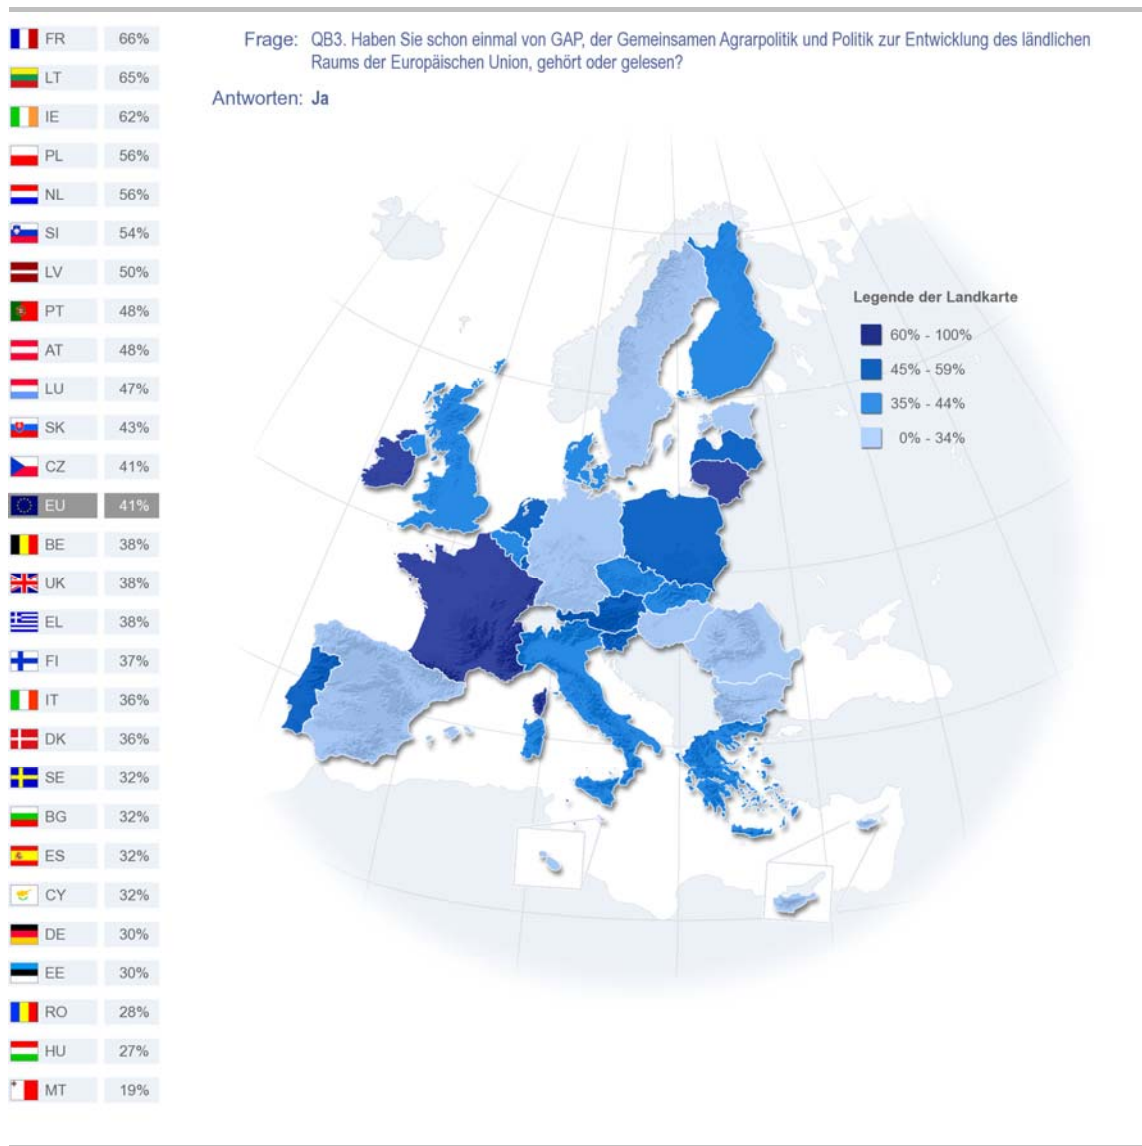 FR 66%
LT 65%
IE 62%
PL 56%
NL 56%
SI 54%
LV 50%
PT 48%
AT 48%
LU 47%
SK 43%
CZ 41%
EU 41%
BE 38%
UK 38%
EL 38%
FI 37%
IT 36%
DK 36%
SE 32%
BG 32%
ES 32%
CY 32%
DE 30%
EE 30%
RO 28%
HU 27%
MT 19%
Frage: QB3. Haben Sie schon einmal von GAP, der Gemeinsamen Agrarpolitik und Politik zur Entwicklung des ländlichen
Raums der Europäischen Union, gehört oder gelesen?
Antworten: Ja
Legende der Landkarte
60% - 100%
45% - 59%
35% - 44%
0% - 34%